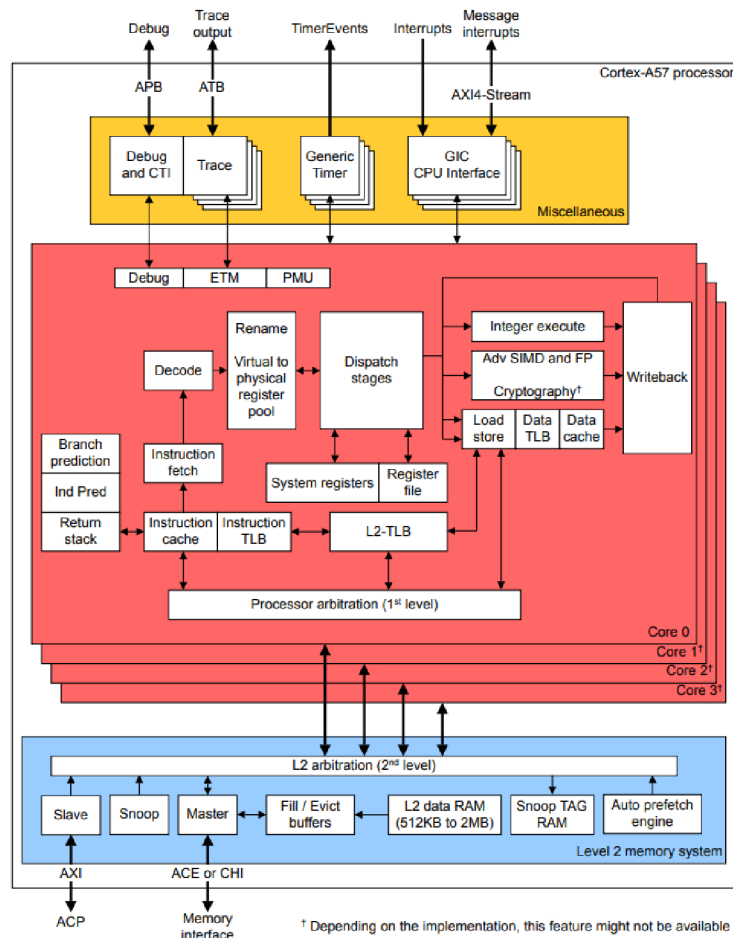 Debug
Trace
output
TimerEvents
Interrupts
Message
interrupts
Cortex-A57 processor
APB
ATB
AXI4-Stream
Debug
and CTI
Trace
Generic
Timer
GIC
CPU Interface
Miscellaneous
Debug
ETM
PMU
Rename
Virtual to
physical
register
pool
Dispatch
stages
Integer execute
Adv SIMD and FP
Cryptography†
Writeback
Decode
Load
store
Data
TLB
Data
cache
Branch
prediction
Instruction
fetch
Ind Pred
System registers
Register
file
Return
stack
Instruction
cache
Instruction
TLB
L2-TLB
Processor arbitration (1st level)
Core 0
Core 1†
Core 2†
Core 3†
L2 arbitration (2nd level)
Slave
Snoop
Master
Fill / Evict
buffers
L2 data RAM
(512KB to 2MB)
Snoop TAG
RAM
Auto prefetch
engine
Level 2 memory system
AXI
ACE or CHI
ACP
Memory
interface
† Depending on the implementation, this feature might not be available